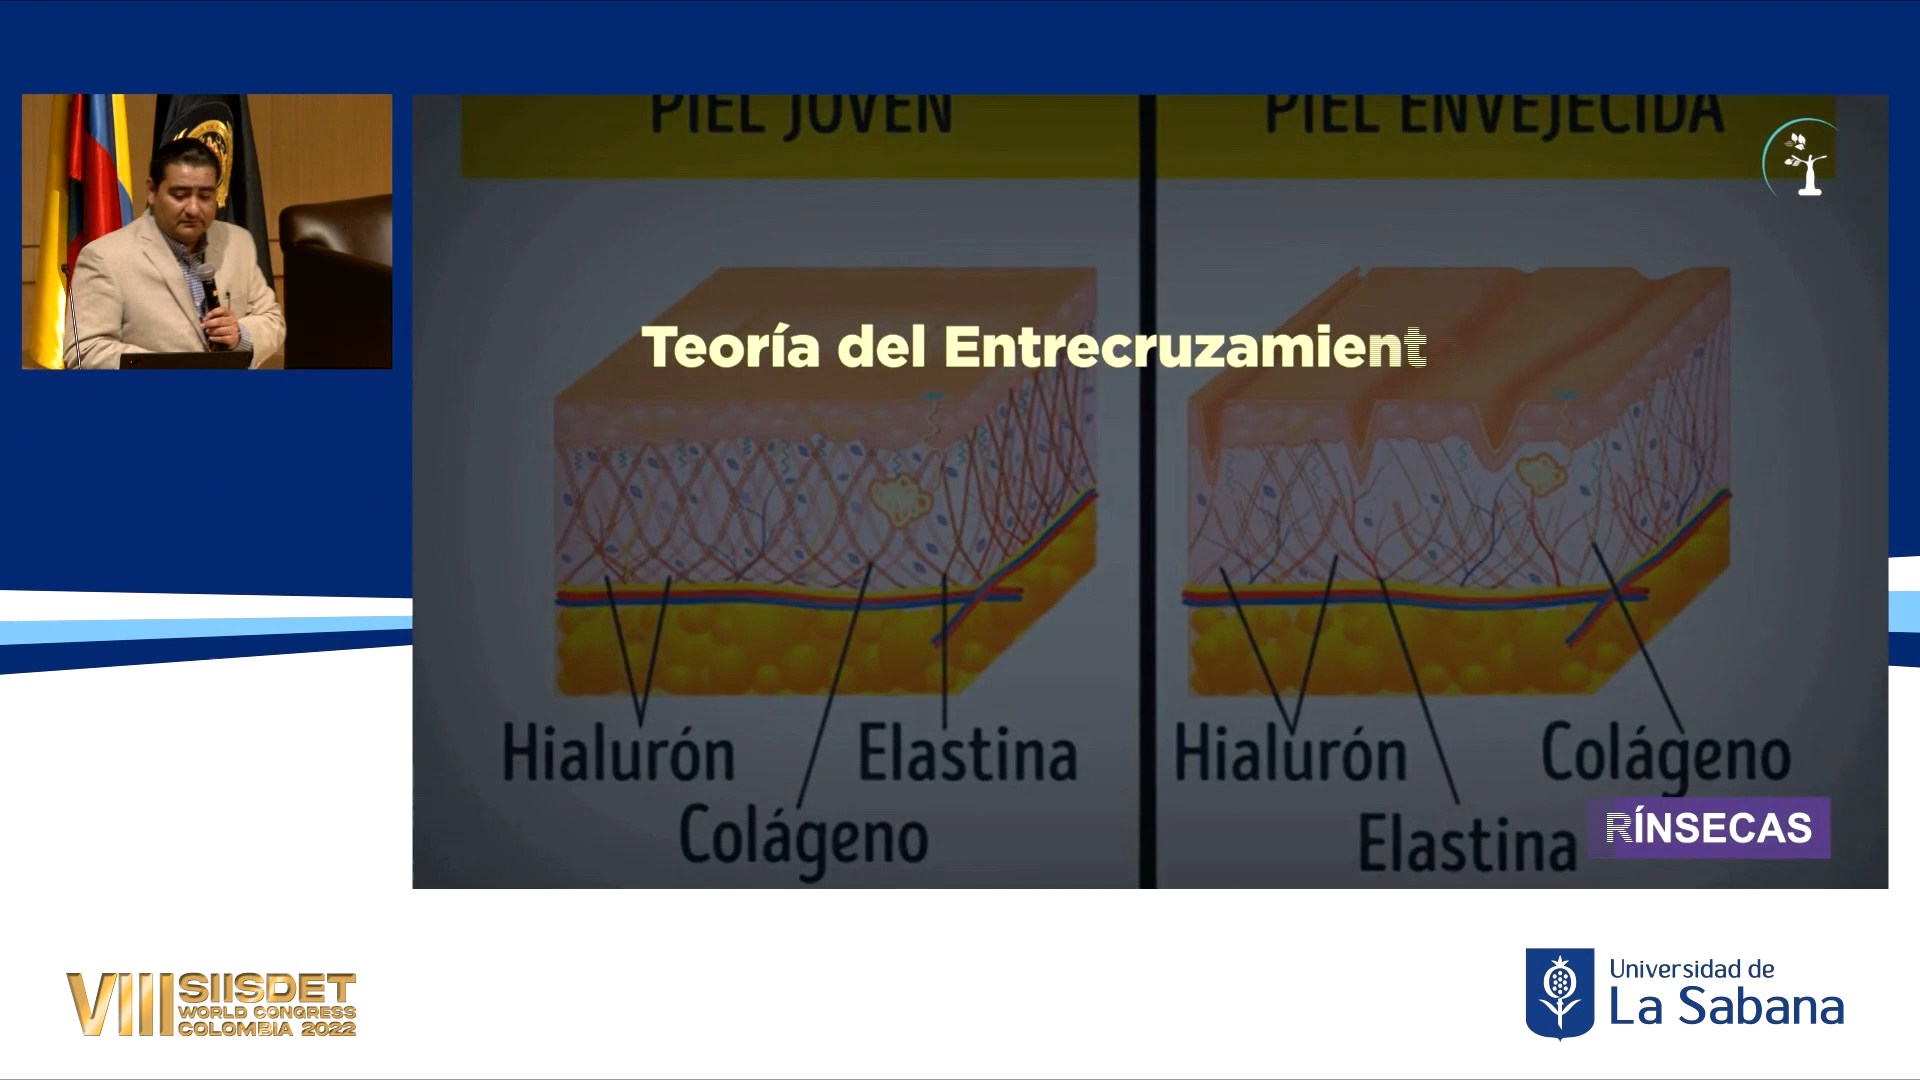 PIEL JOVEN
PIEL ENVEJECIDA
Teoría del Entrecruzamient
Hialurón
Elastina
Colágeno
Hialurón
Colágeno
Elastina
RÍNSECAS
VIII SIISDET
WORLD CONGRESS
COLOMBIA 2022
Universidad de
La Sabana